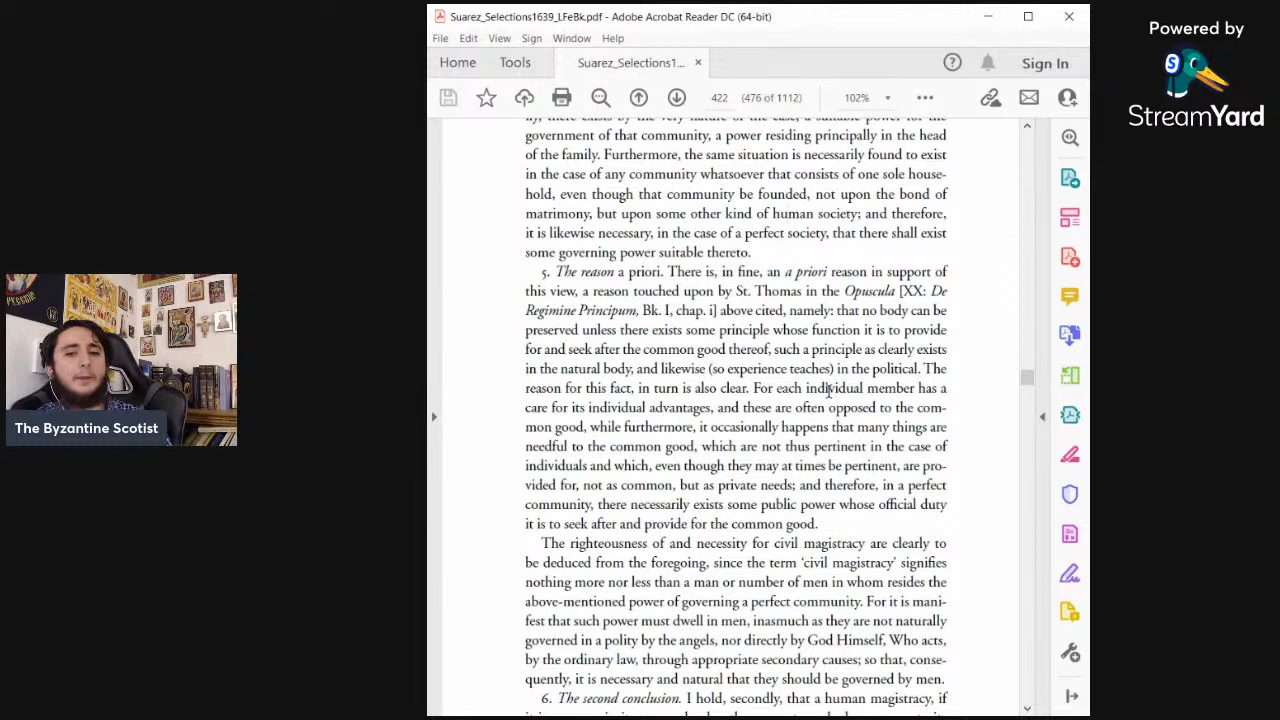 Suarez_Selections1639_LFeBk.pdf - Adobe Acrobat Reader DC (64-bit)
File Edit View Sign Window Help
Home Tools Suarez_Selections1... × Sign In
422 (476 of 1112) 102%
government of that community, a power residing principally in the head
of the family. Furthermore, the same situation is necessarily found to exist
in the case of any community whatsoever that consists of one sole house-
hold, even though that community be founded, not upon the bond of
matrimony, but upon some other kind of human society; and therefore,
it is likewise necessary, in the case of a perfect society, that there shall exist
some governing power suitable thereto.
5. The reason a priori. There is, in fine, an a priori reason in support of
this view, a reason touched upon by St. Thomas in the Opuscula [XX: De
Regimine Principum, Bk. I, chap. i] above cited, namely: that no body can be
preserved unless there exists some principle whose function it is to provide
for and seek after the common good thereof, such a principle as clearly exists
in the natural body, and likewise (so experience teaches) in the political. The
reason for this fact, in turn is also clear. For each individual member has a
care for its individual advantages, and these are often opposed to the com-
mon good, while furthermore, it occasionally happens that many things are
needful to the common good, which are not thus pertinent in the case of
individuals and which, even though they may at times be pertinent, are pro-
vided for, not as common, but as private needs; and therefore, in a perfect
community, there necessarily exists some public power whose official duty
it is to seek after and provide for the common good.
The righteousness of and necessity for civil magistracy are clearly to
be deduced from the foregoing, since the term ‘civil magistracy’ signifies
nothing more nor less than a man or number of men in whom resides the
above-mentioned power of governing a perfect community. For it is mani-
fest that such power must dwell in men, inasmuch as they are not naturally
governed in a polity by the angels, nor directly by God Himself, Who acts,
by the ordinary law, through appropriate secondary causes; so that, conse-
quently, it is necessary and natural that they should be governed by men.
6. The second conclusion. I hold, secondly, that a human magistracy, if
The Byzantine Scotist
Powered by
S
StreamYard